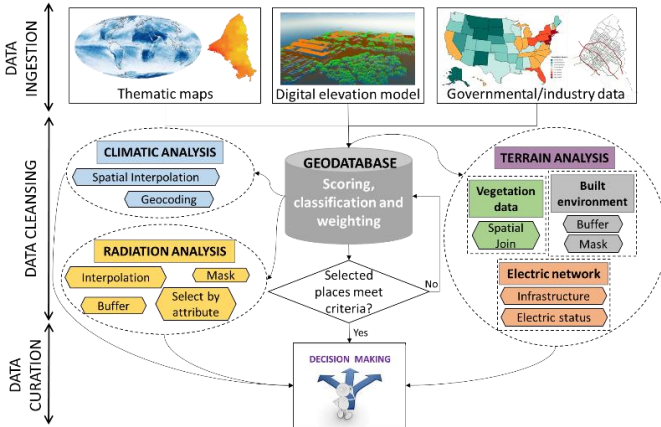 DATA
INGESTION
Thematic maps
Digital elevation model
Governmental/industry data
DATA CLEANSING
CLIMATIC ANALYSIS
Spatial Interpolation
Geocoding
RADIATION ANALYSIS
Interpolation
Mask
Buffer
Select by
attribute
GEODATABASE
Scoring,
classification and
weighting
Selected
places meet
criteria?
No
Yes
TERRAIN ANALYSIS
Vegetation
data
Spatial
Join
Built
environment
Buffer
Mask
Electric network
Infrastructure
Electric status
DATA
CURATION
DECISION MAKING